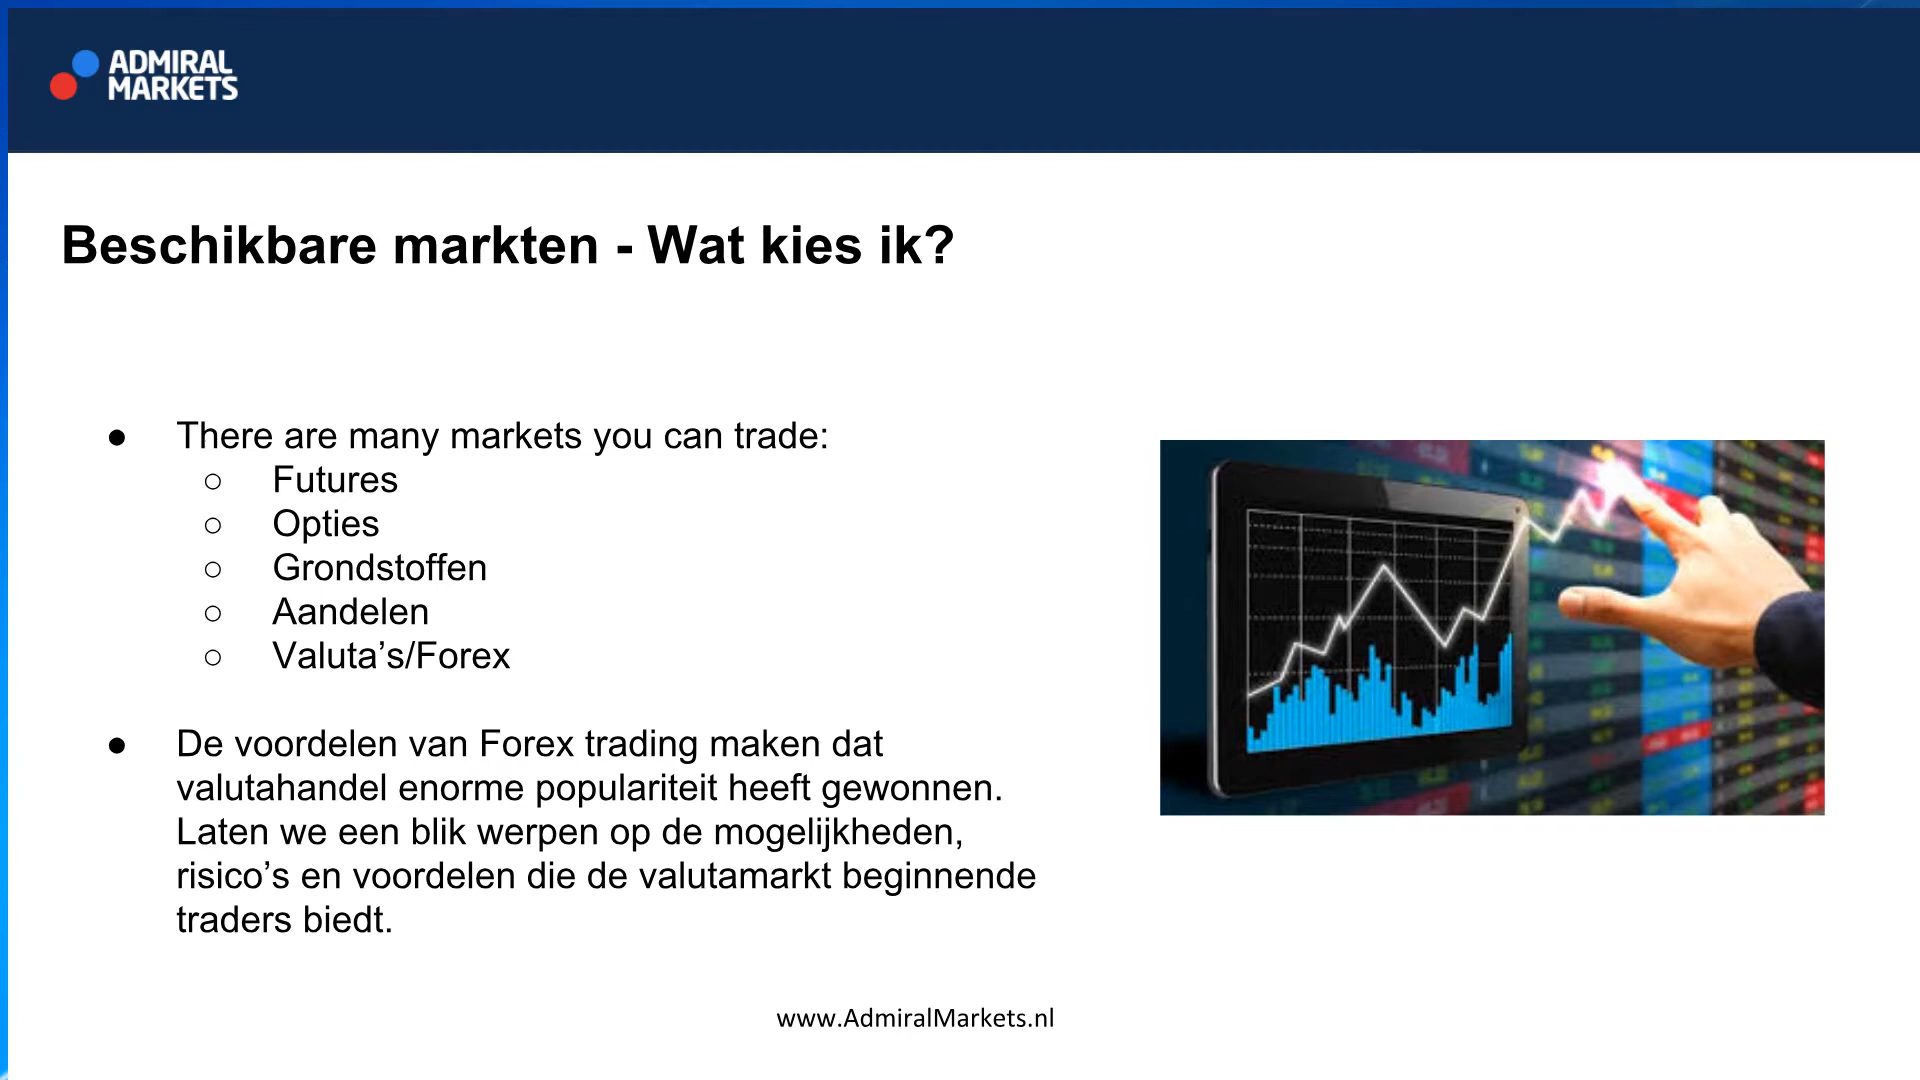 ADMIRAL
MARKETS
Beschikbare markten - Wat kies ik?
● There are many markets you can trade:
○ Futures
○ Opties
○ Grondstoffen
○ Aandelen
○ Valuta’s/Forex
● De voordelen van Forex trading maken dat
valutahandel enorme populariteit heeft gewonnen.
Laten we een blik werpen op de mogelijkheden,
risico’s en voordelen die de valutamarkt beginnende
traders biedt.
www.AdmiralMarkets.nl